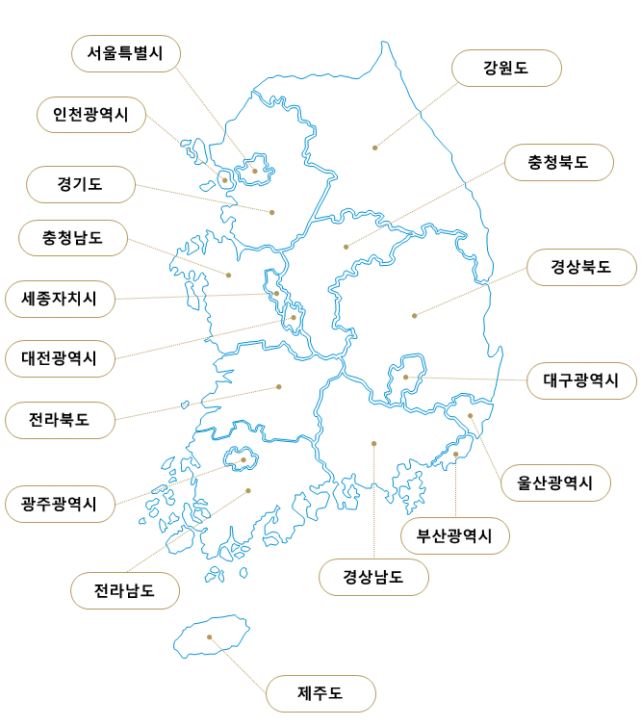 서울특별시
강원도
인천광역시
충청북도
경기도
충청남도
경상북도
세종자치시
대전광역시
대구광역시
전라북도
울산광역시
광주광역시
부산광역시
경상남도
전라남도
제주도